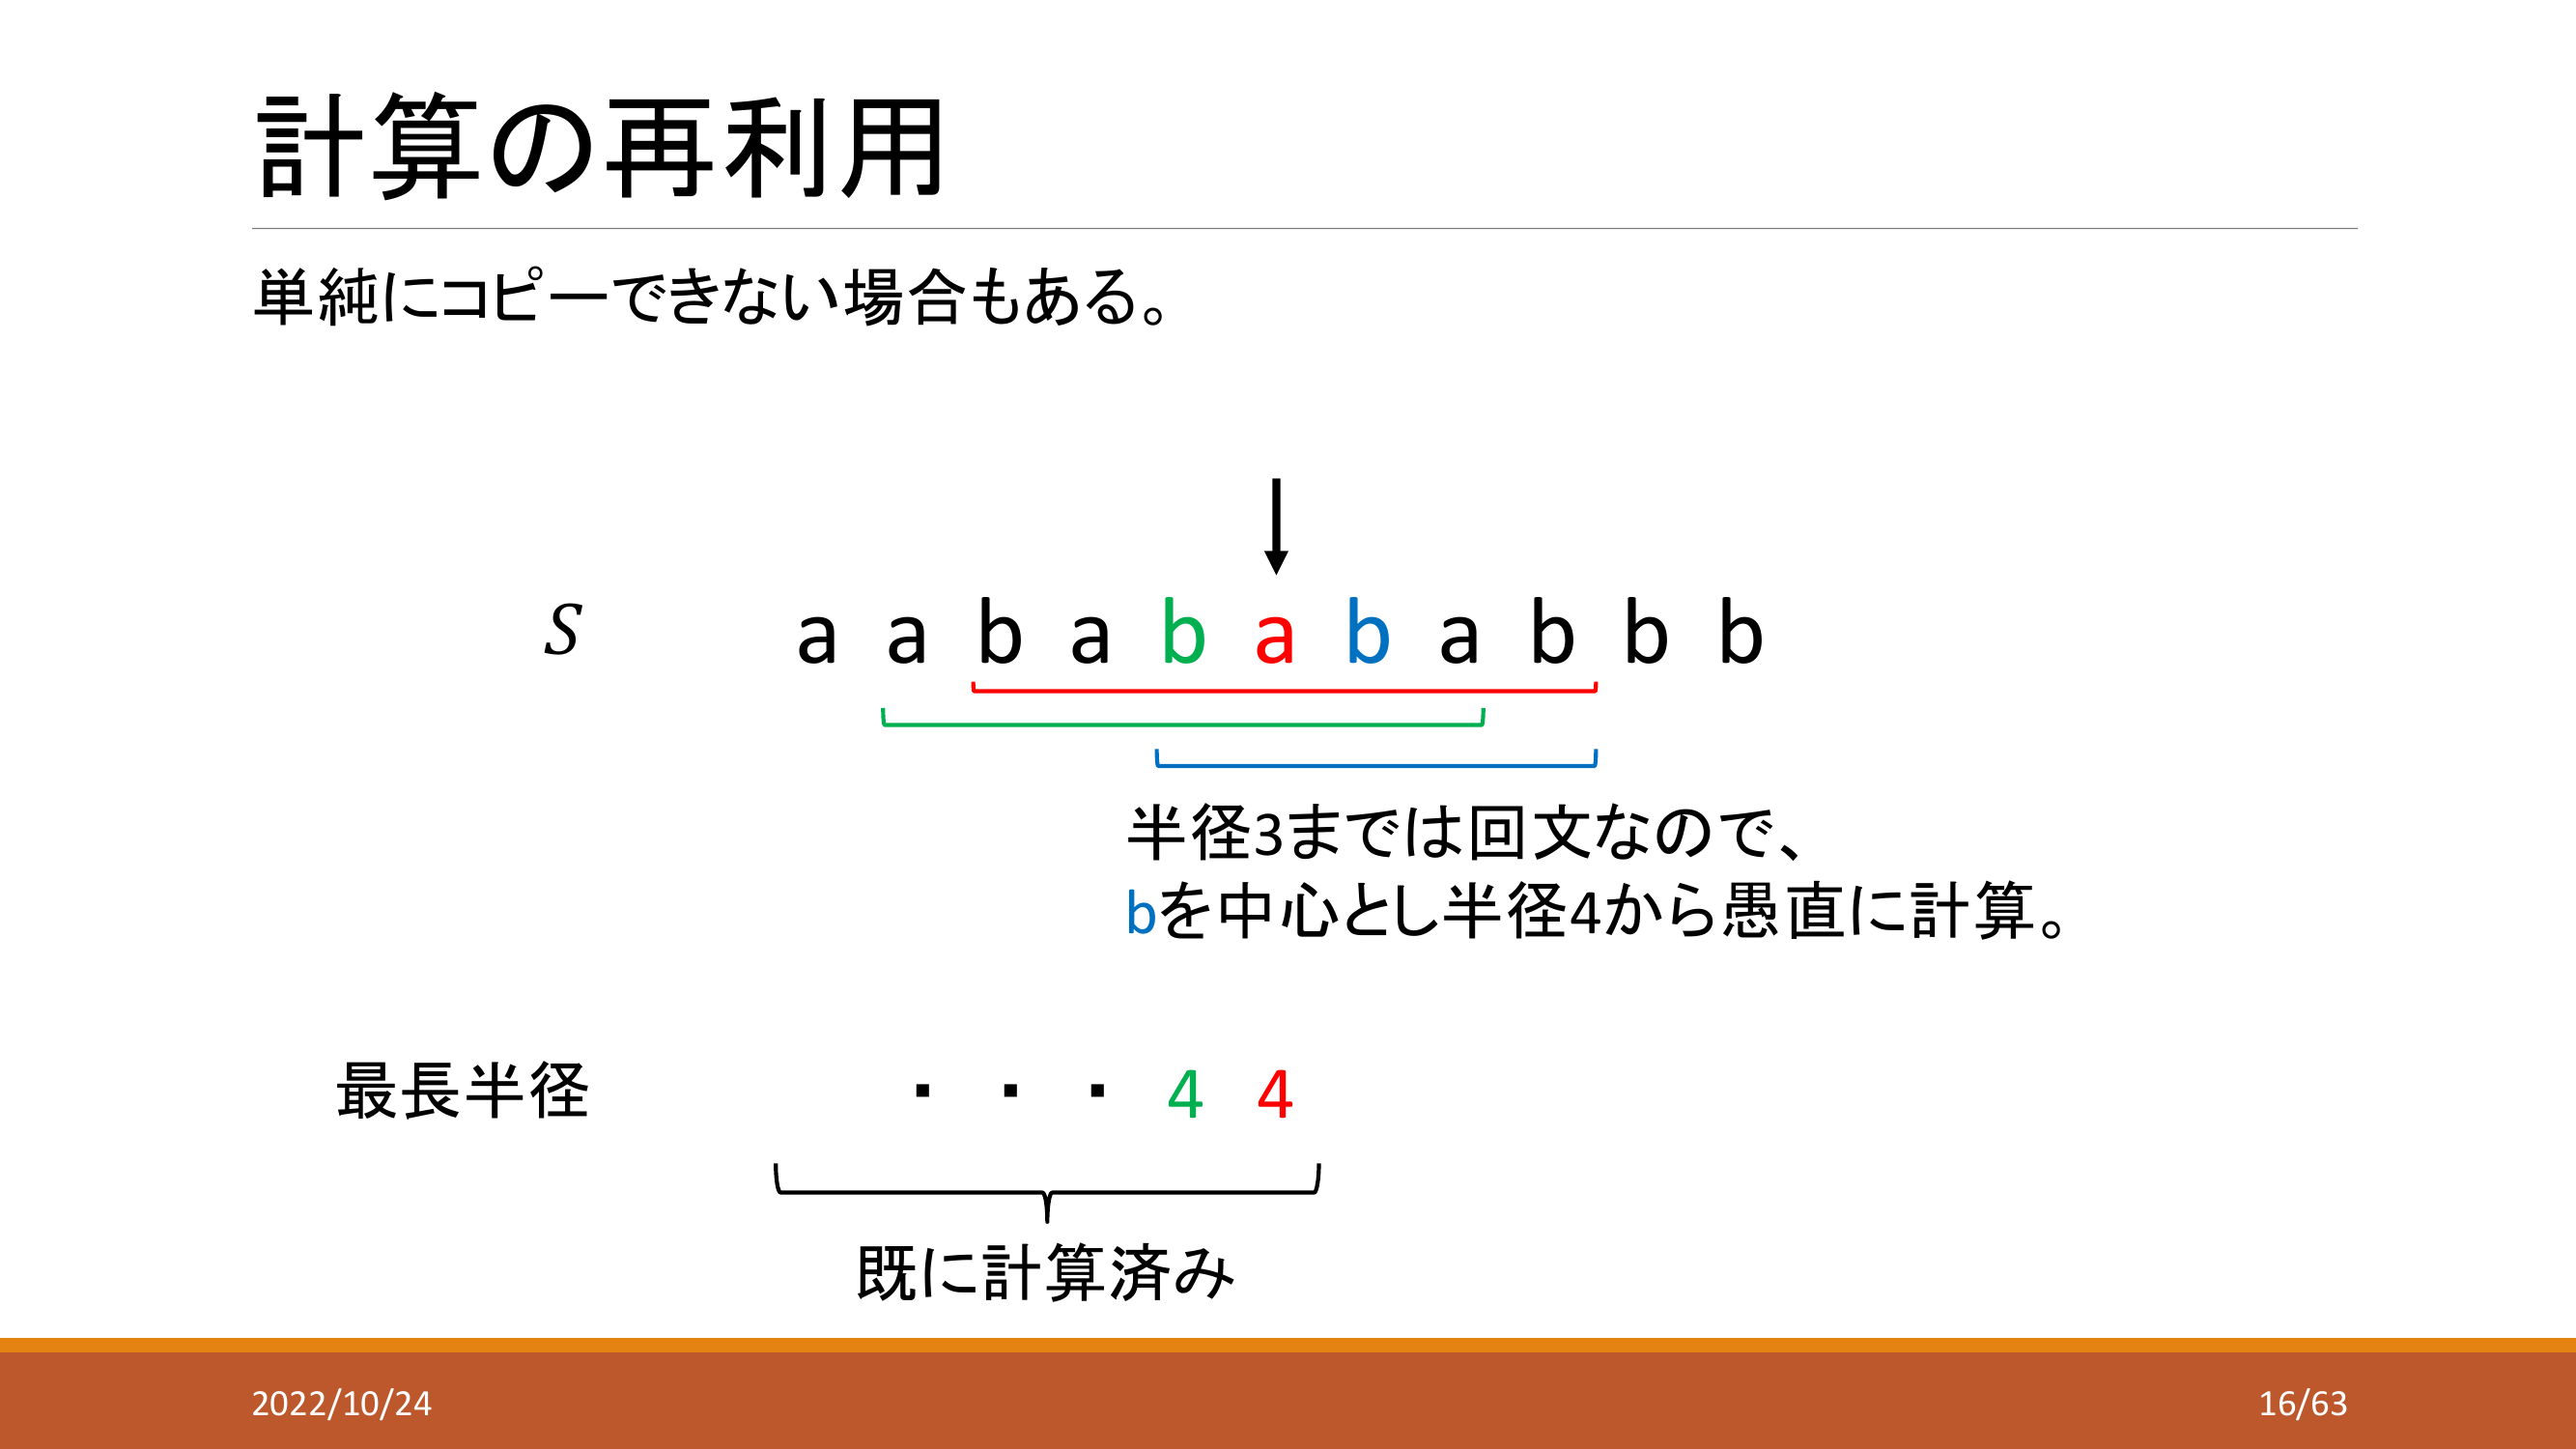 計算の再利用
単純にコピーできない場合もある。
S a a b a b a b a b b b
半径3までは回文なので、
bを中心とし半径4から愚直に計算。
最長半径 ・ ・ ・ 4 4
既に計算済み
2022/10/24 16/63